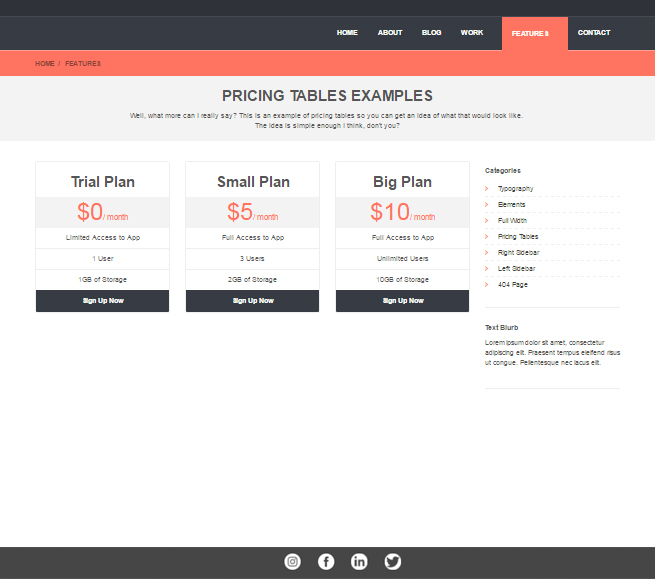 HOME ABOUT BLOG WORK FEATURES CONTACT
HOME / FEATURES
PRICING TABLES EXAMPLES
Well, what more can I really say? This is an example of pricing tables so you can get an idea of what that would look like.
The idea is simple enough I think, don't you?
Trial Plan
$0/ month
Limited Access to App
1 User
1GB of Storage
Sign Up Now
Small Plan
$5/ month
Full Access to App
3 Users
2GB of Storage
Sign Up Now
Big Plan
$10/ month
Full Access to App
Unlimited Users
10GB of Storage
Sign Up Now
Categories
Typography
Elements
Full Width
Pricing Tables
Right Sidebar
Left Sidebar
404 Page
Text Blurb
Lorem ipsum dolor sit amet, consectetur
adipiscing elit. Praesent tempus eleifend risus
ut congue. Pellentesque nec lacus elit.